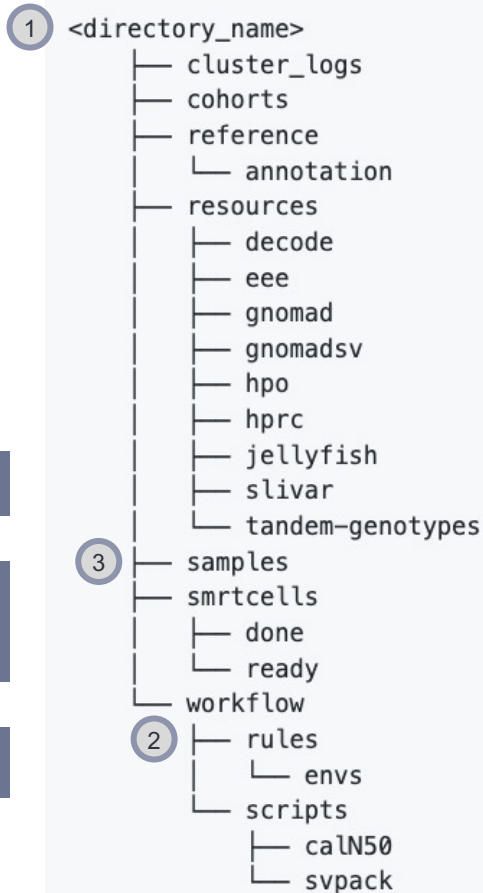 1 <directory_name>
├── cluster_logs
├── cohorts
├── reference
│   └── annotation
├── resources
│   ├── decode
│   ├── eee
│   ├── gnomad
│   ├── gnomadsv
│   ├── hpo
│   ├── hprc
│   ├── jellyfish
│   ├── slivar
│   └── tandem-genotypes
3 ├── samples
├── smrtcells
│   ├── done
│   └── ready
└── workflow
2 ├── rules
│   └── envs
└── scripts
├── calN50
└── svpack